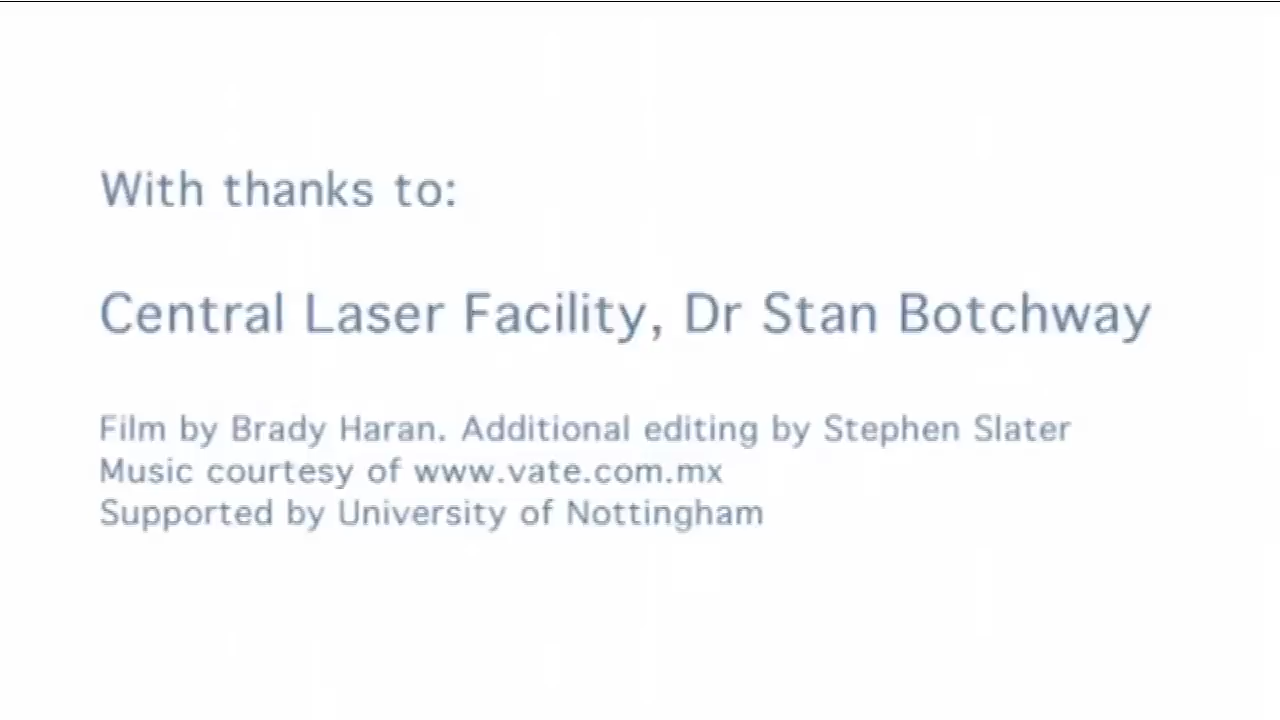 With thanks to:
Central Laser Facility, Dr Stan Botchway
Film by Brady Haran. Additional editing by Stephen Slater
Music courtesy of www.vate.com.mx
Supported by University of Nottingham